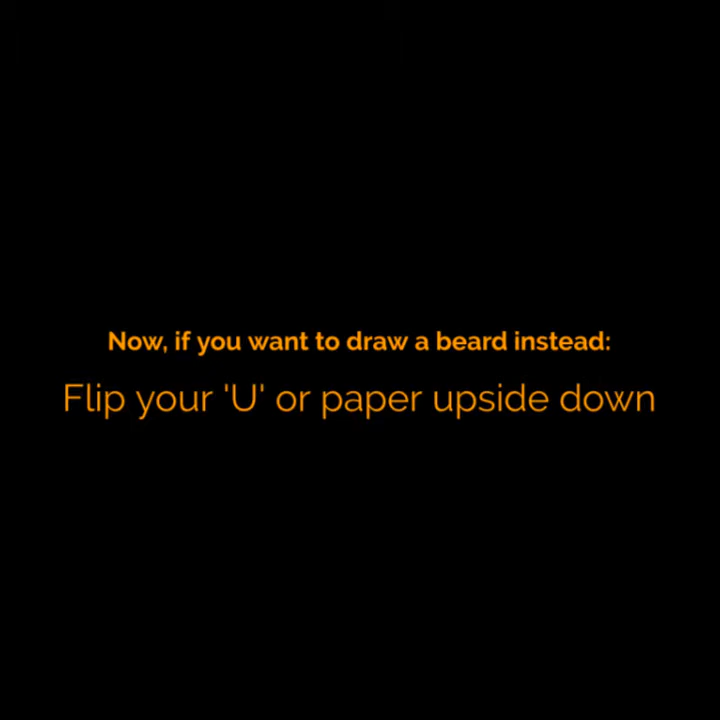 Now, if you want to draw a beard instead:
Flip your 'U' or paper upside down